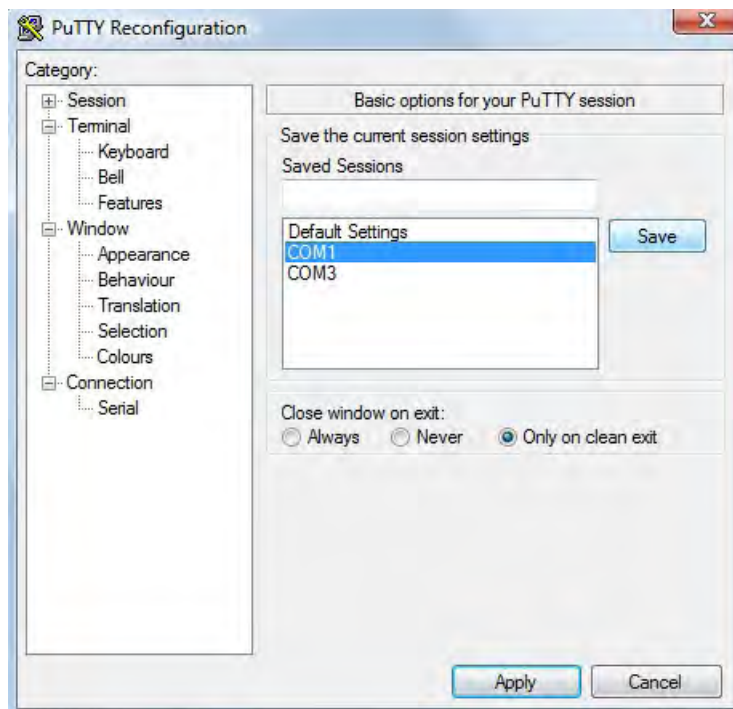 PuTTY Reconfiguration
Category:
Session
Terminal
Keyboard
Bell
Features
Window
Appearance
Behaviour
Translation
Selection
Colours
Connection
Serial
Basic options for your PuTTY session
Save the current session settings
Saved Sessions
Default Settings
COM1
COM3
Save
Close window on exit:
Always Never Only on clean exit
Apply Cancel